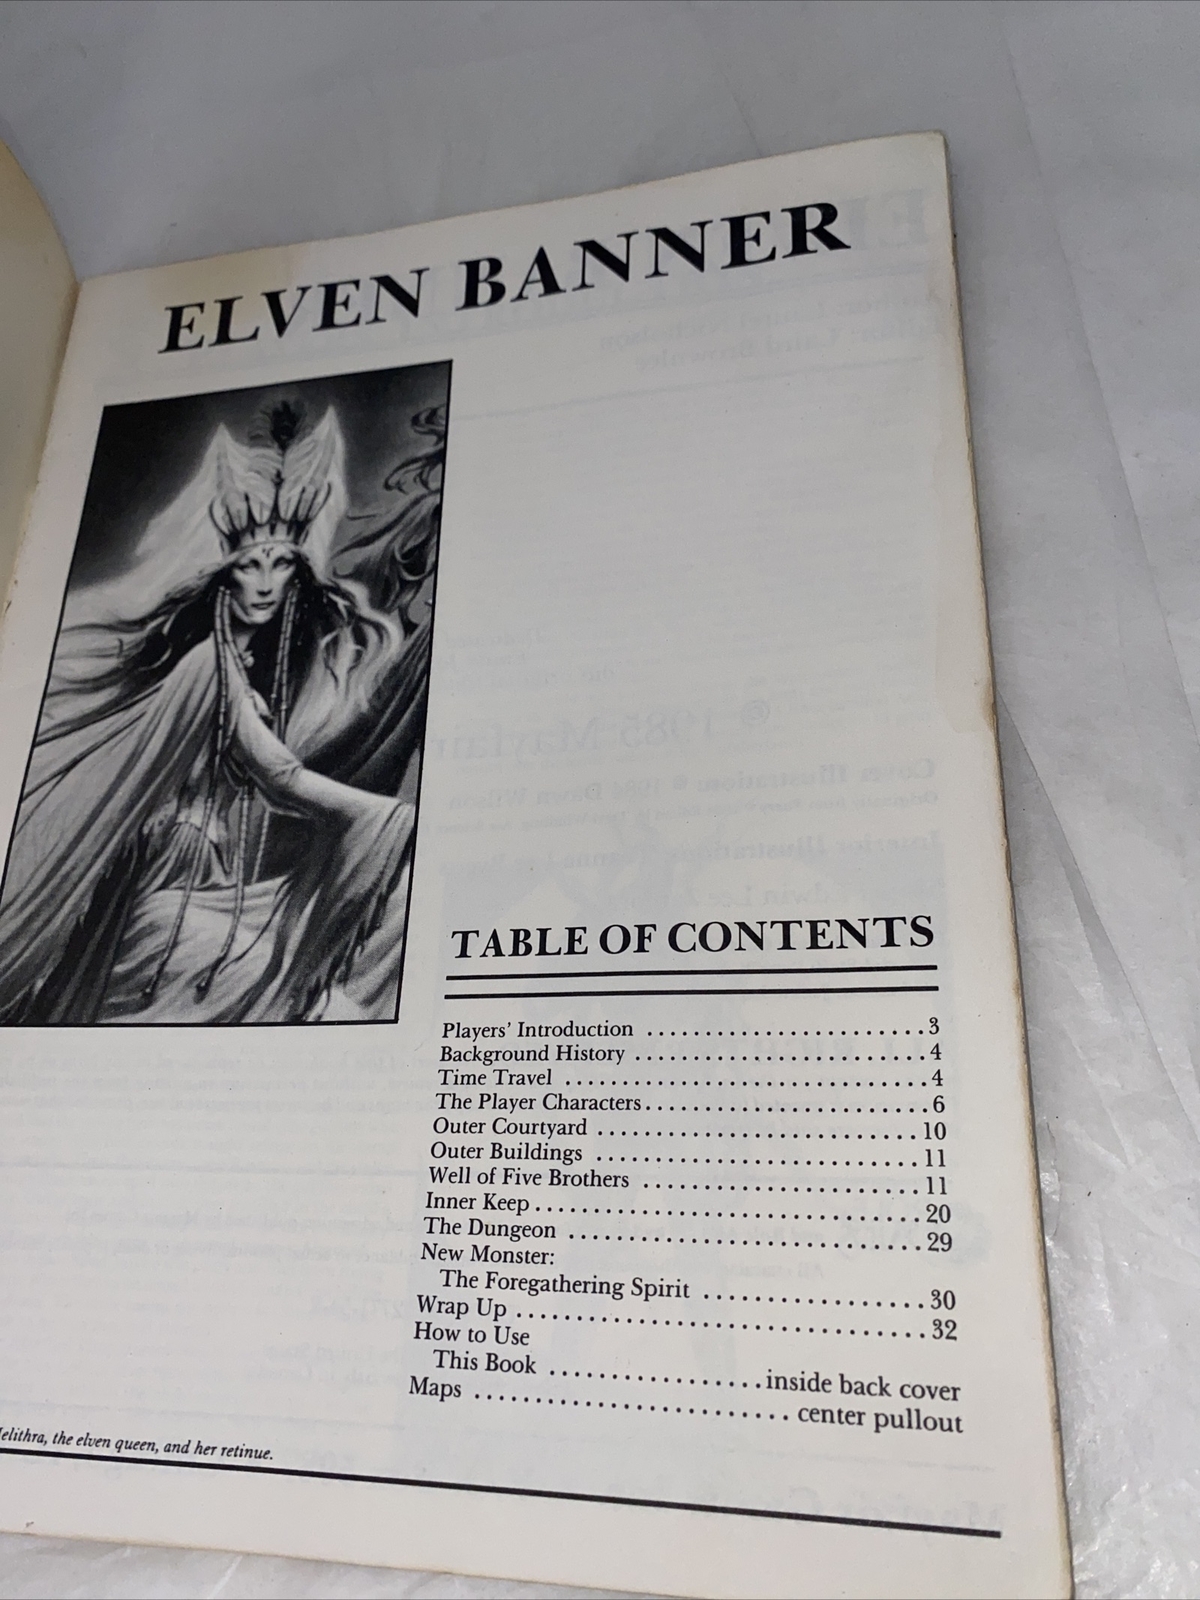 ELVEN BANNER
TABLE OF CONTENTS
Players' Introduction ........................3
Background History .........................4
Time Travel ...............................4
The Player Characters........................6
Outer Courtyard ...........................10
Outer Buildings ............................11
Well of Five Brothers ........................11
Inner Keep.................................20
The Dungeon ..............................29
New Monster:
The Foregathering Spirit ...................30
Wrap Up ...................................32
How to Use
This Book ..................inside back cover
Maps ........................... center pullout
elithra, the elven queen, and her retinue.